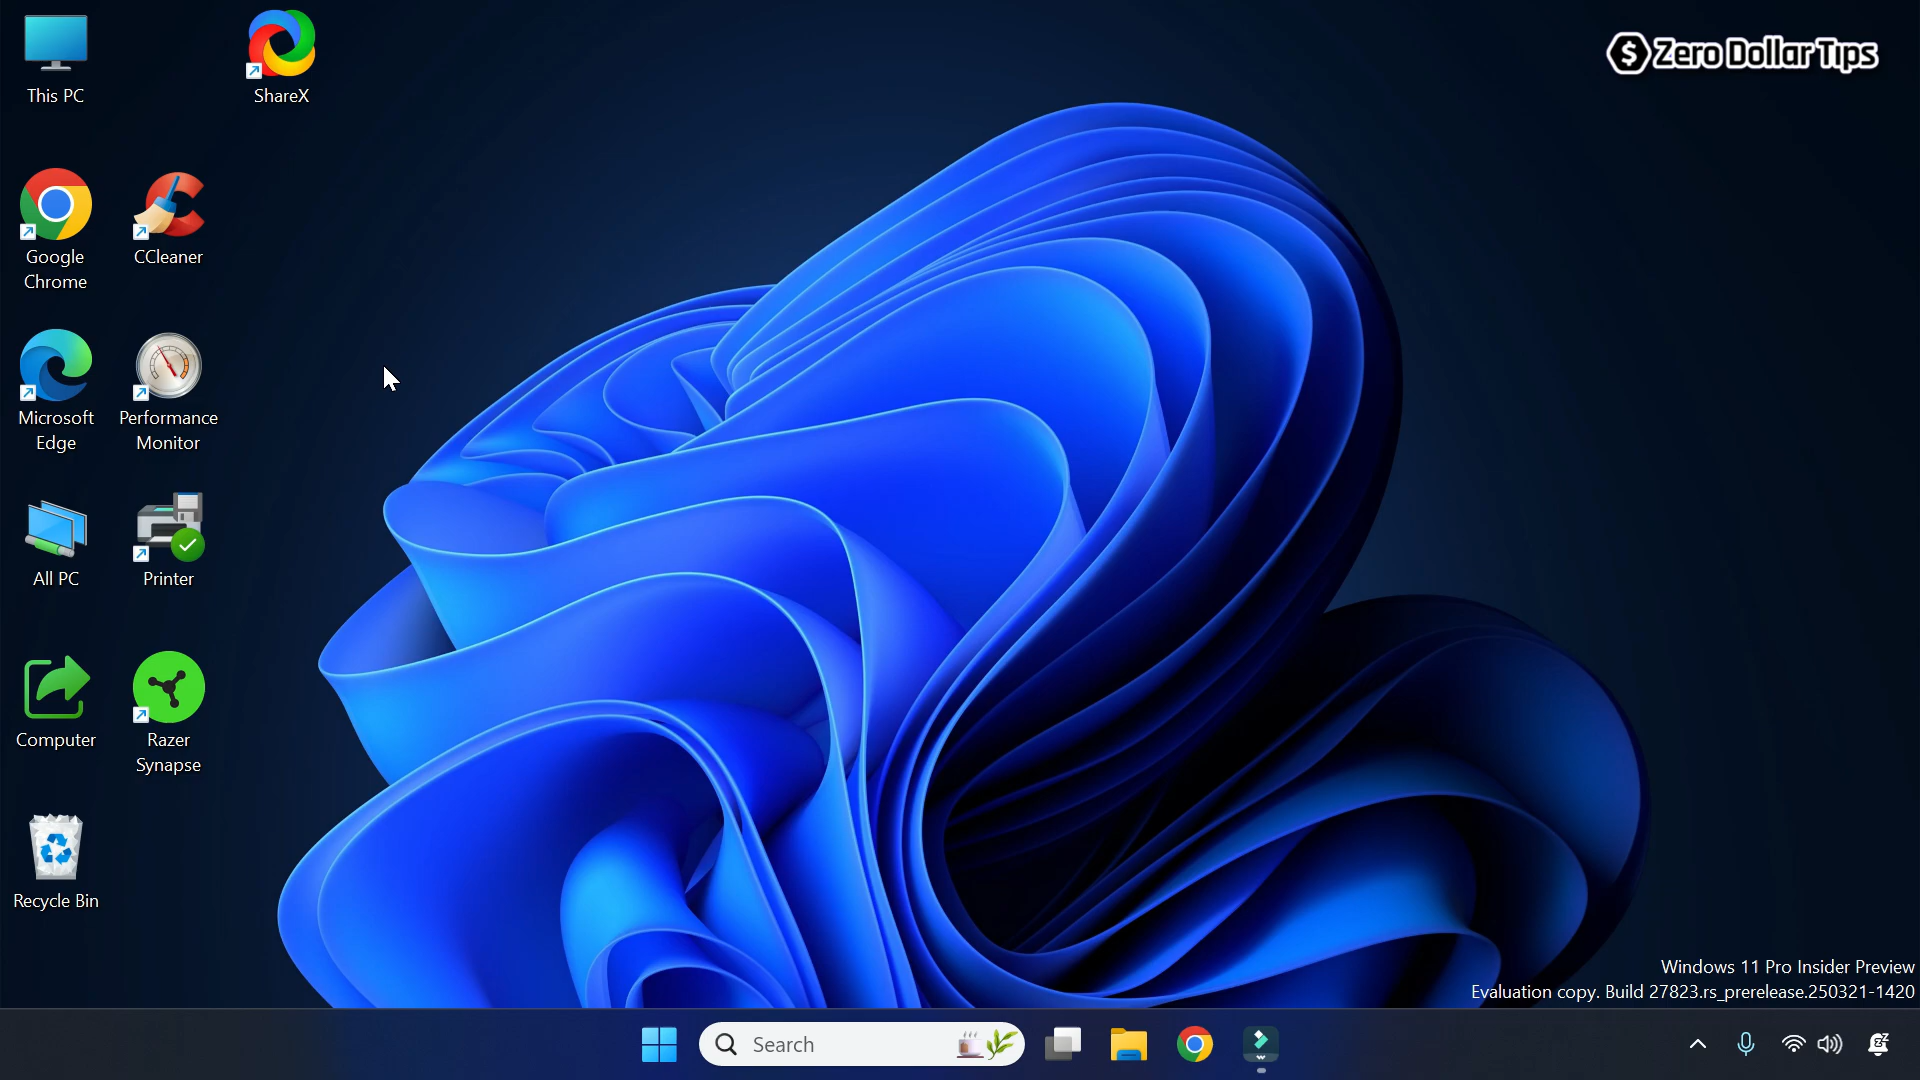 This PC
ShareX
Zero Dollar Tips
Google
Chrome
CCleaner
Microsoft
Edge
Performance
Monitor
All PC
Printer
Computer
Razer
Synapse
Recycle Bin
Windows 11 Pro Insider Preview
Evaluation copy. Build 27823.rs_prerelease.250321-1420
Search